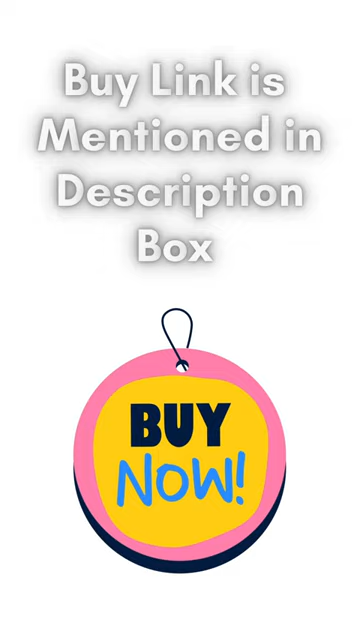 Buy Link is
Mentioned in
Description
Box
BUY
NOW!